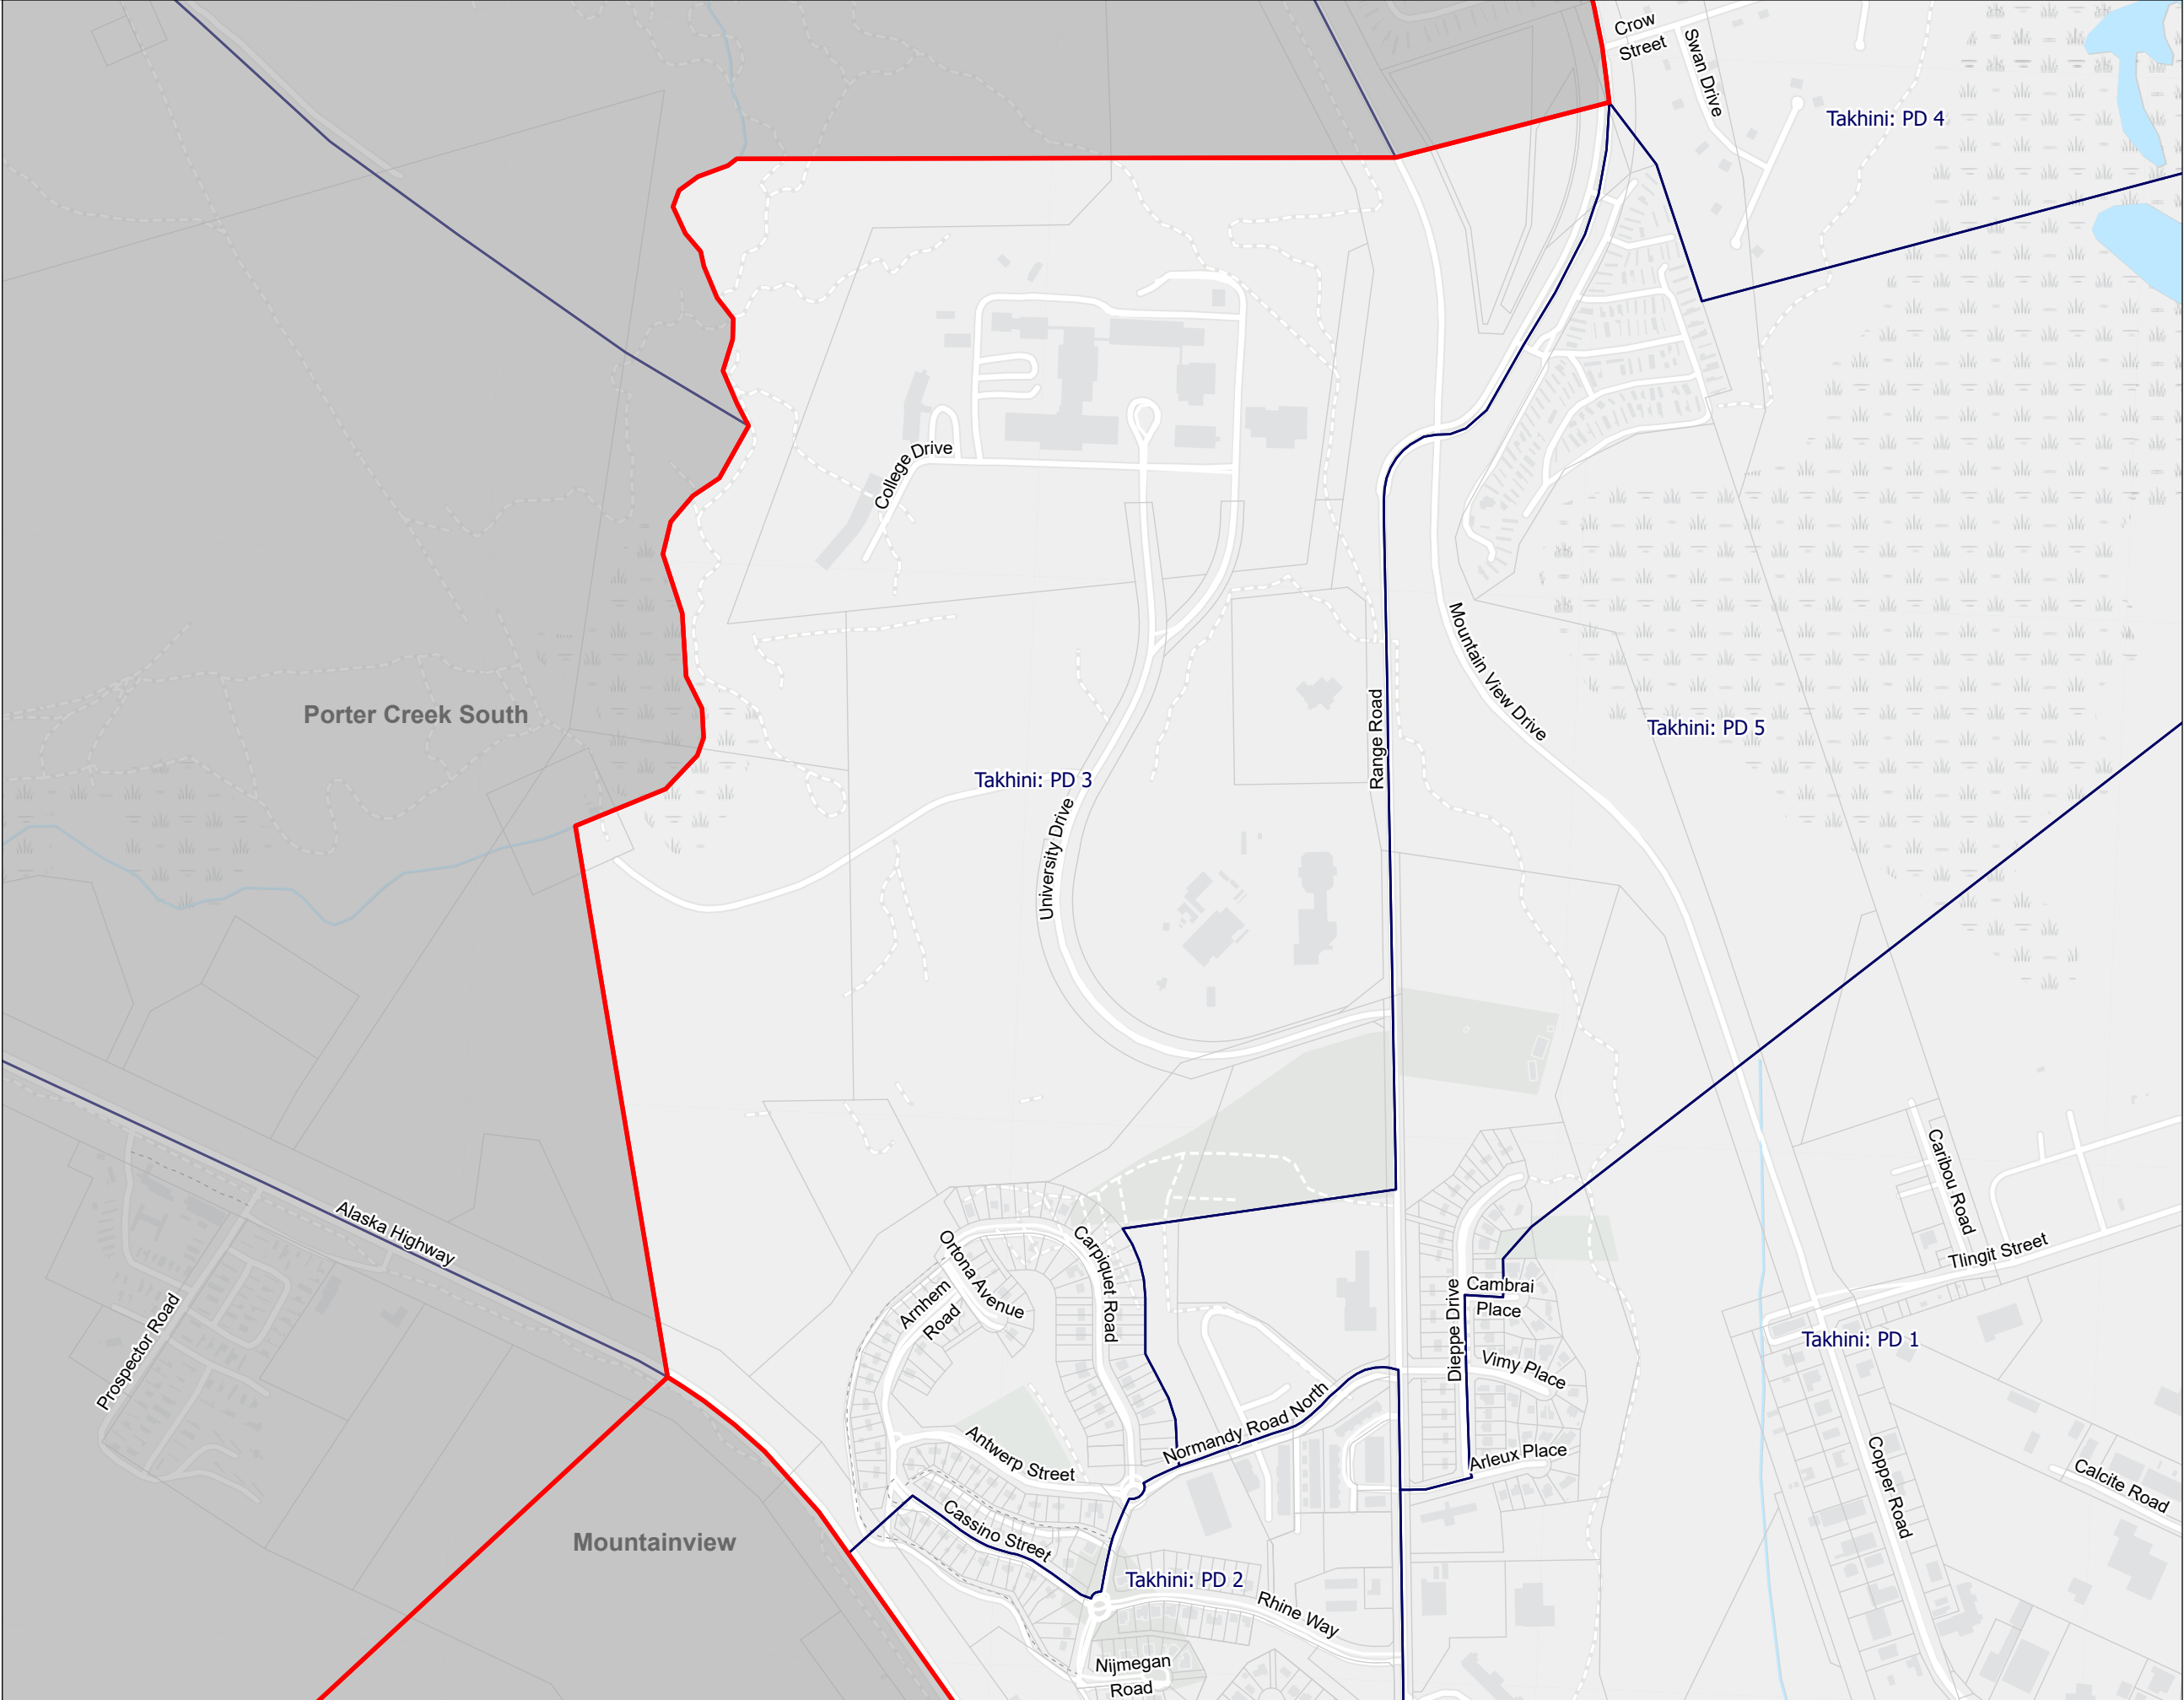 Crow
Street
Swan Drive
Takhini: PD 4
College Drive
Mountain View Drive
Range Road
Porter Creek South
Takhini: PD 5
Takhini: PD 3
University Drive
Caribou Road
Tlingit Street
Alaska Highway
Ortona Avenue
Carpiquet Road
Arnhem
Road
Cambrai
Place
Dieppe Drive
Prospector Road
Takhini: PD 1
Vimy Place
Normandy Road North
Antwerp Street
Arleux Place
Copper Road
Calcite Road
Cassino Street
Mountainview
Takhini: PD 2
Rhine Way
Nijmegan
Road